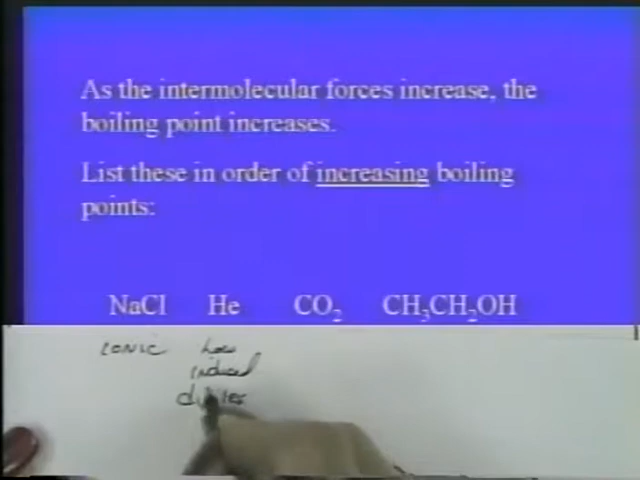 As the intermolecular forces increase, the
boiling point increases.
List these in order of increasing boiling
points:
NaCl He CO₂ CH₃CH₂OH
IONIC
induced